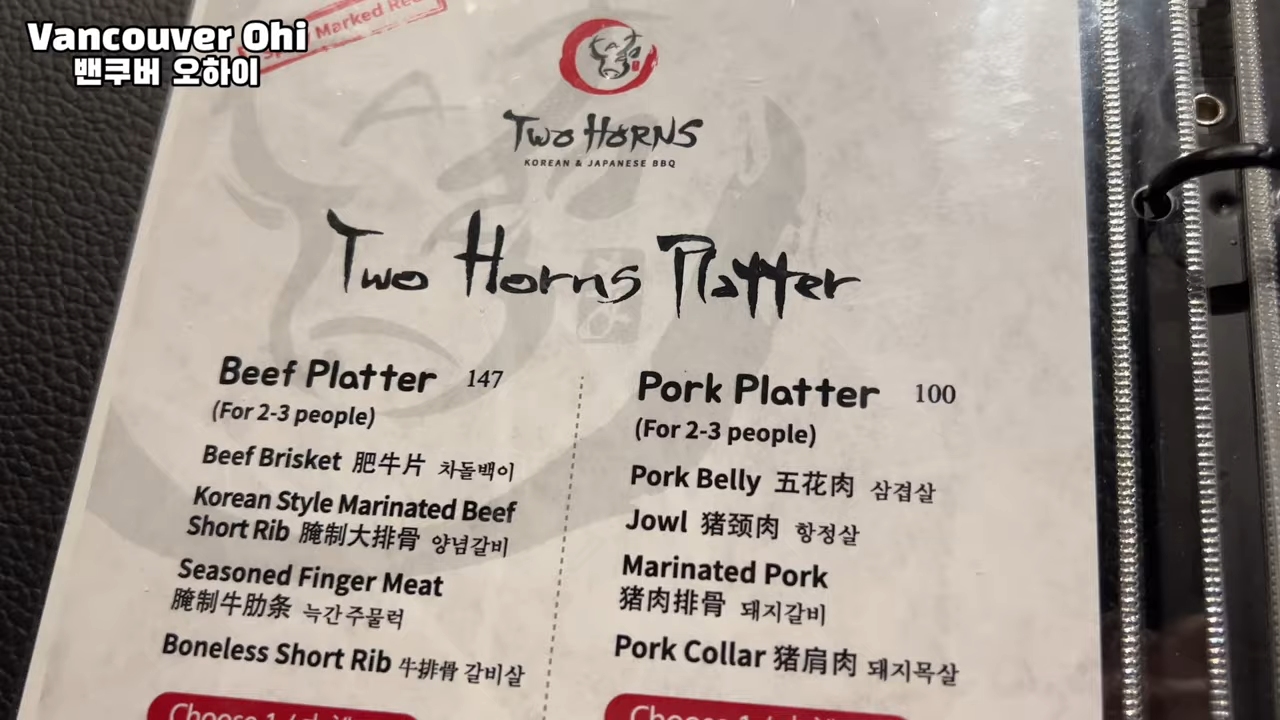 Vancouver Ohi
밴쿠버 오하이
Marked
Two Horns
KOREAN & JAPANESE BBQ
Two Horns Platter
Beef Platter 147
(For 2-3 people)
Beef Brisket 肥牛片 차돌백이
Korean Style Marinated Beef
Short Rib 腌制大排骨 양념갈비
Seasoned Finger Meat
腌制牛肋条 늑간주물럭
Boneless Short Rib 牛排骨 갈비살
Choose 1
Pork Platter 100
(For 2-3 people)
Pork Belly 五花肉 삼겹살
Jowl 猪颈肉 항정살
Marinated Pork
猪肉排骨 돼지갈비
Pork Collar 猪肩肉 돼지목살
Choose 1